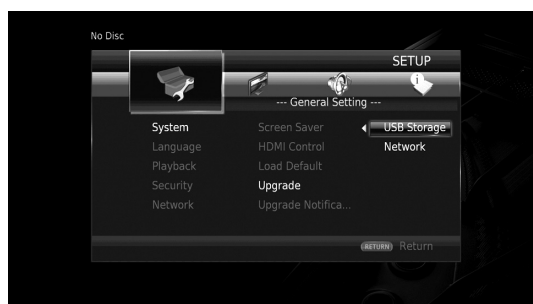 No Disc
SETUP
--- General Setting ---
System Screen Saver USB Storage
Language HDMI Control Network
Playback Load Default
Security Upgrade
Network Upgrade Notifica...
RETURN Return